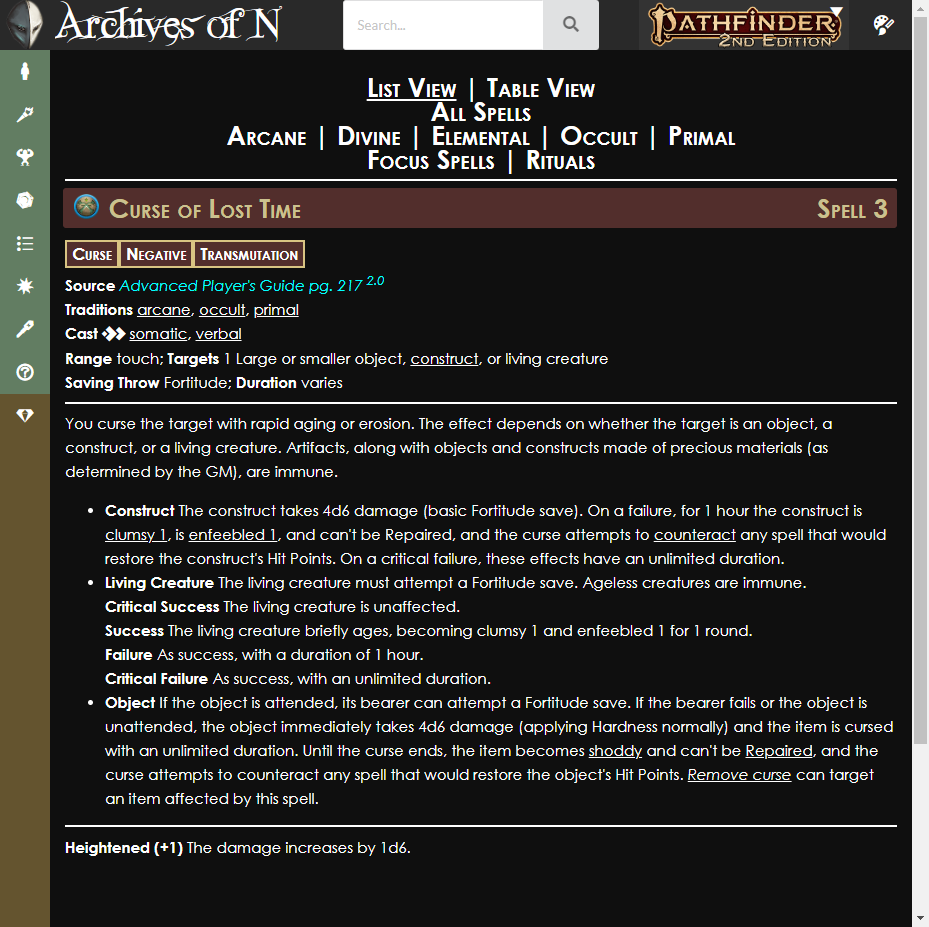 Archives of N
Search...
PATHFINDER
2ND EDITION
List View | Table View
All Spells
Arcane | Divine | Elemental | Occult | Primal
Focus Spells | Rituals
Curse of Lost Time Spell 3
Curse Negative Transmutation
Source Advanced Player's Guide pg. 217 2.0
Traditions arcane, occult, primal
Cast somatic, verbal
Range touch; Targets 1 Large or smaller object, construct, or living creature
Saving Throw Fortitude; Duration varies
You curse the target with rapid aging or erosion. The effect depends on whether the target is an object, a
construct, or a living creature. Artifacts, along with objects and constructs made of precious materials (as
determined by the GM), are immune.
• Construct The construct takes 4d6 damage (basic Fortitude save). On a failure, for 1 hour the construct is
clumsy 1, is enfeebled 1, and can't be Repaired, and the curse attempts to counteract any spell that would
restore the construct's Hit Points. On a critical failure, these effects have an unlimited duration.
• Living Creature The living creature must attempt a Fortitude save. Ageless creatures are immune.
Critical Success The living creature is unaffected.
Success The living creature briefly ages, becoming clumsy 1 and enfeebled 1 for 1 round.
Failure As success, with a duration of 1 hour.
Critical Failure As success, with an unlimited duration.
• Object If the object is attended, its bearer can attempt a Fortitude save. If the bearer fails or the object is
unattended, the object immediately takes 4d6 damage (applying Hardness normally) and the item is cursed
with an unlimited duration. Until the curse ends, the item becomes shoddy and can't be Repaired, and the
curse attempts to counteract any spell that would restore the object's Hit Points. Remove curse can target
an item affected by this spell.
Heightened (+1) The damage increases by 1d6.